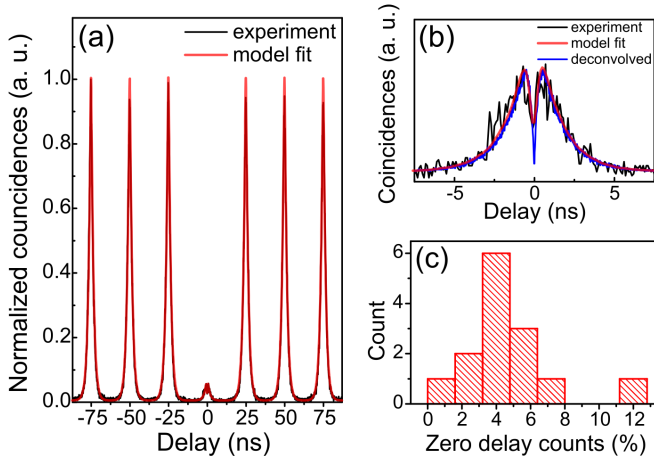 (a)
experiment
model fit
Normalized councidences (a. u.)
1.0
0.8
0.6
0.4
0.2
0.0
-75 -50 -25 0 25 50 75
Delay (ns)
(b)
experiment
model fit
deconvolved
Coincidences (a. u.)
-5 0 5
Delay (ns)
(c)
Count
6
4
2
0
0 2 4 6 8 10 12
Zero delay counts (%)